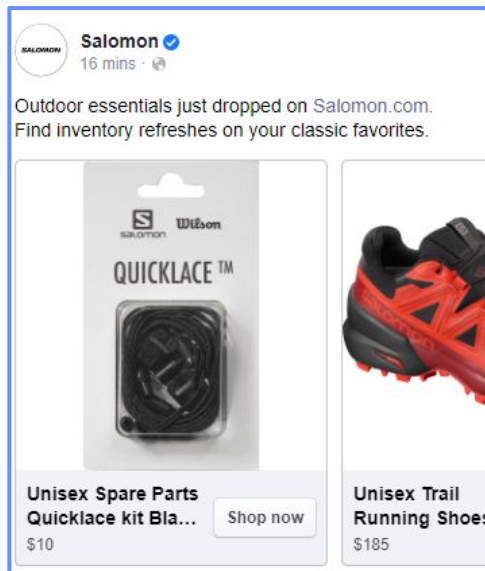 SALOMON
Salomon
16 mins ·
Outdoor essentials just dropped on Salomon.com.
Find inventory refreshes on your classic favorites.
S
SALOMON
Wilson
QUICKLACE ™
salomon
Unisex Spare Parts
Quicklace kit Bla...
$10
Shop now
Unisex Trail
Running Shoes
$185